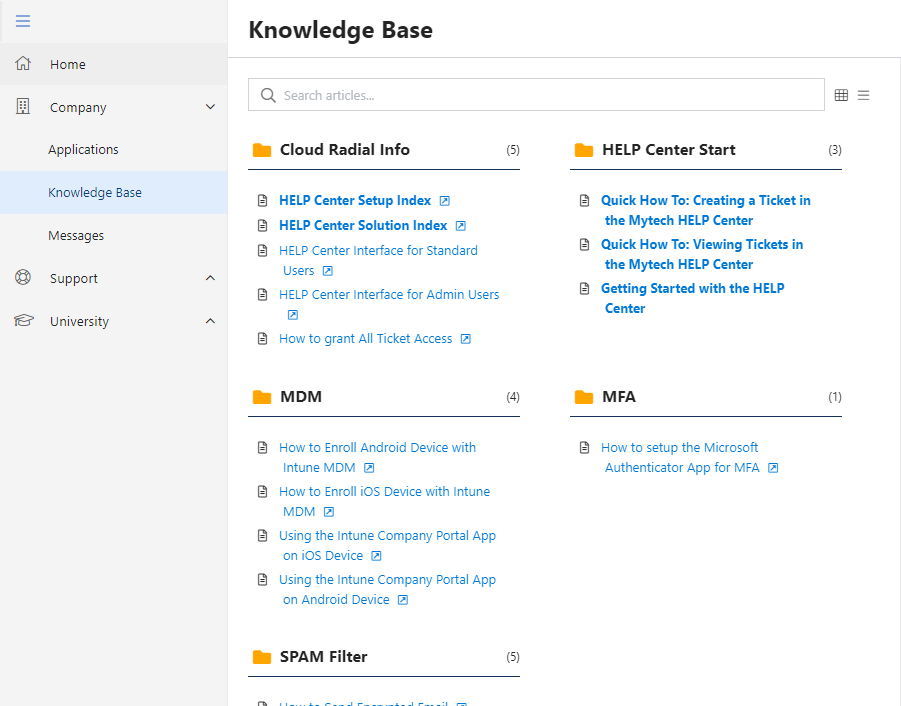 Knowledge Base
Home
Company
Applications
Knowledge Base
Messages
Support
University
Search articles...
Cloud Radial Info (5)
HELP Center Setup Index
HELP Center Solution Index
HELP Center Interface for Standard
Users
HELP Center Interface for Admin Users
How to grant All Ticket Access
HELP Center Start (3)
Quick How To: Creating a Ticket in
the Mytech HELP Center
Quick How To: Viewing Tickets in
the Mytech HELP Center
Getting Started with the HELP
Center
MDM (4)
How to Enroll Android Device with
Intune MDM
How to Enroll iOS Device with Intune
MDM
Using the Intune Company Portal App
on iOS Device
Using the Intune Company Portal App
on Android Device
MFA (1)
How to setup the Microsoft
Authenticator App for MFA
SPAM Filter (5)
How to Send Encrypted Email